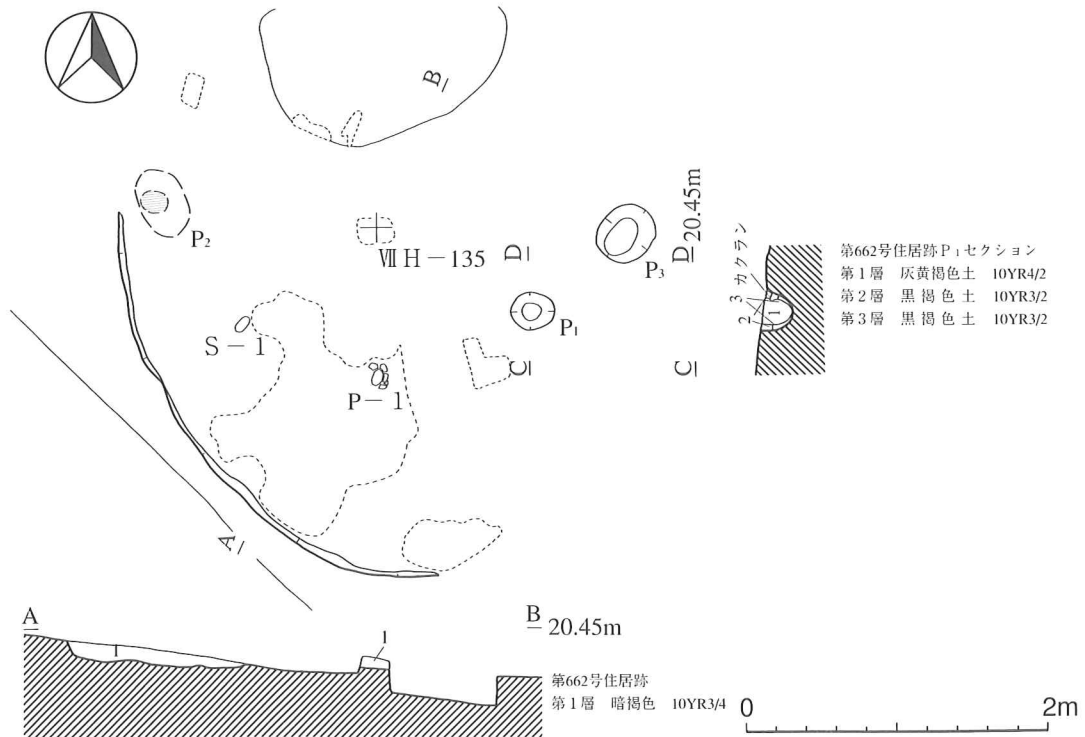 B
P₂
Ⅶ H－135
D
P₃
D 20.45m
S－1
P₁
P－1
C
C
カクラン
3
2
1
第662号住居跡P₁セクション
第1層 灰黄褐色土 10YR4/2
第2層 黒褐色土 10YR3/2
第3層 黒褐色土 10YR3/2
A
A
B 20.45m
1
1
第662号住居跡
第1層 暗褐色 10YR3/4
0
2m